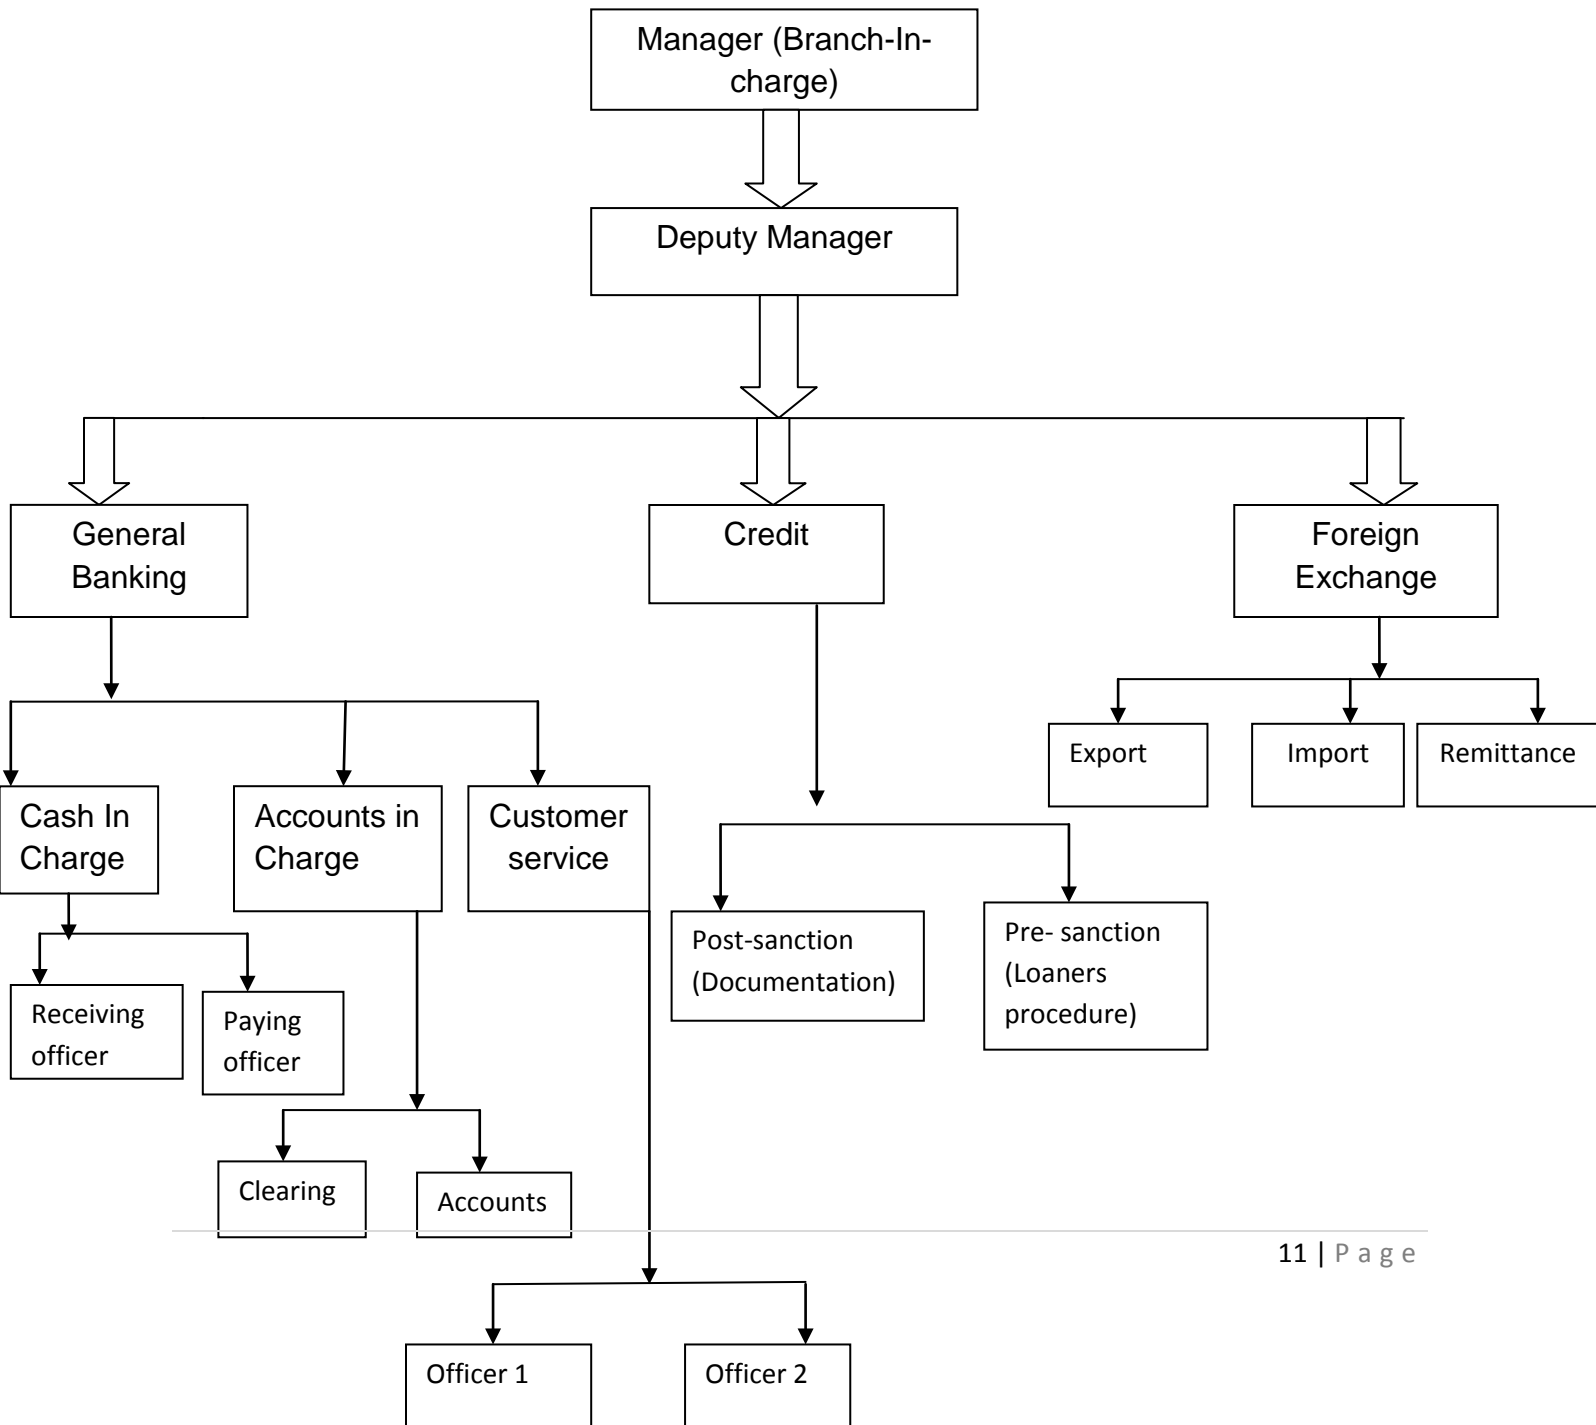 Manager (Branch-In-
charge)
Deputy Manager
General
Banking
Credit
Foreign
Exchange
Export
Import
Remittance
Cash In
Charge
Accounts in
Charge
Customer
service
Post-sanction
(Documentation)
Pre- sanction
(Loaners
procedure)
Receiving
officer
Paying
officer
Clearing
Accounts
11 | P a g e
Officer 1
Officer 2